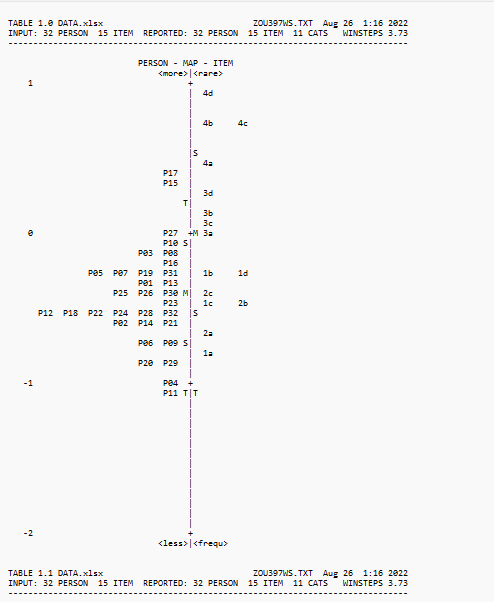 TABLE 1.0 DATA.xlsx ZOU397WS.TXT Aug 26 1:16 2022
INPUT: 32 PERSON 15 ITEM REPORTED: 32 PERSON 15 ITEM 11 CATS WINSTEPS 3.73
--------------------------------------------------------------------------------
PERSON - MAP - ITEM
<more>|<rare>
1 +
| 4d
|
|
| 4b 4c
|
|
|S
| 4a
P17 |
P15 |
| 3d
T|
| 3b
| 3c
0 P27 +M 3a
P10 S|
P03 P08 |
P16 |
P05 P07 P19 P31 | 1b 1d
P01 P13 |
P25 P26 P30 M| 2c
P23 | 1c 2b
P12 P18 P22 P24 P28 P32 |S
P02 P14 P21 |
| 2a
P06 P09 S|
| 1a
P20 P29 |
|
-1 P04 +
P11 T|T
|
|
|
|
|
|
|
|
|
|
|
|
|
-2 +
<less>|<frequ>
TABLE 1.1 DATA.xlsx ZOU397WS.TXT Aug 26 1:16 2022
INPUT: 32 PERSON 15 ITEM REPORTED: 32 PERSON 15 ITEM 11 CATS WINSTEPS 3.73
--------------------------------------------------------------------------------